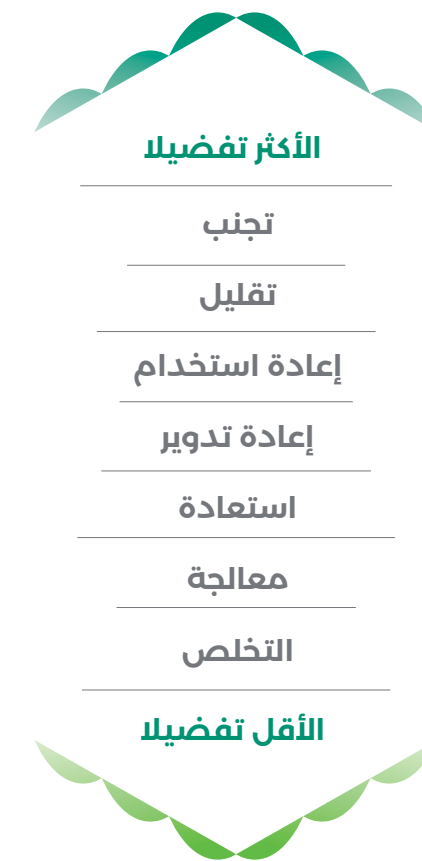 الأكثر تفضيلا
تجنب
تقليل
إعادة استخدام
إعادة تدوير
استعادة
معالجة
التخلص
الأقل تفضيلا